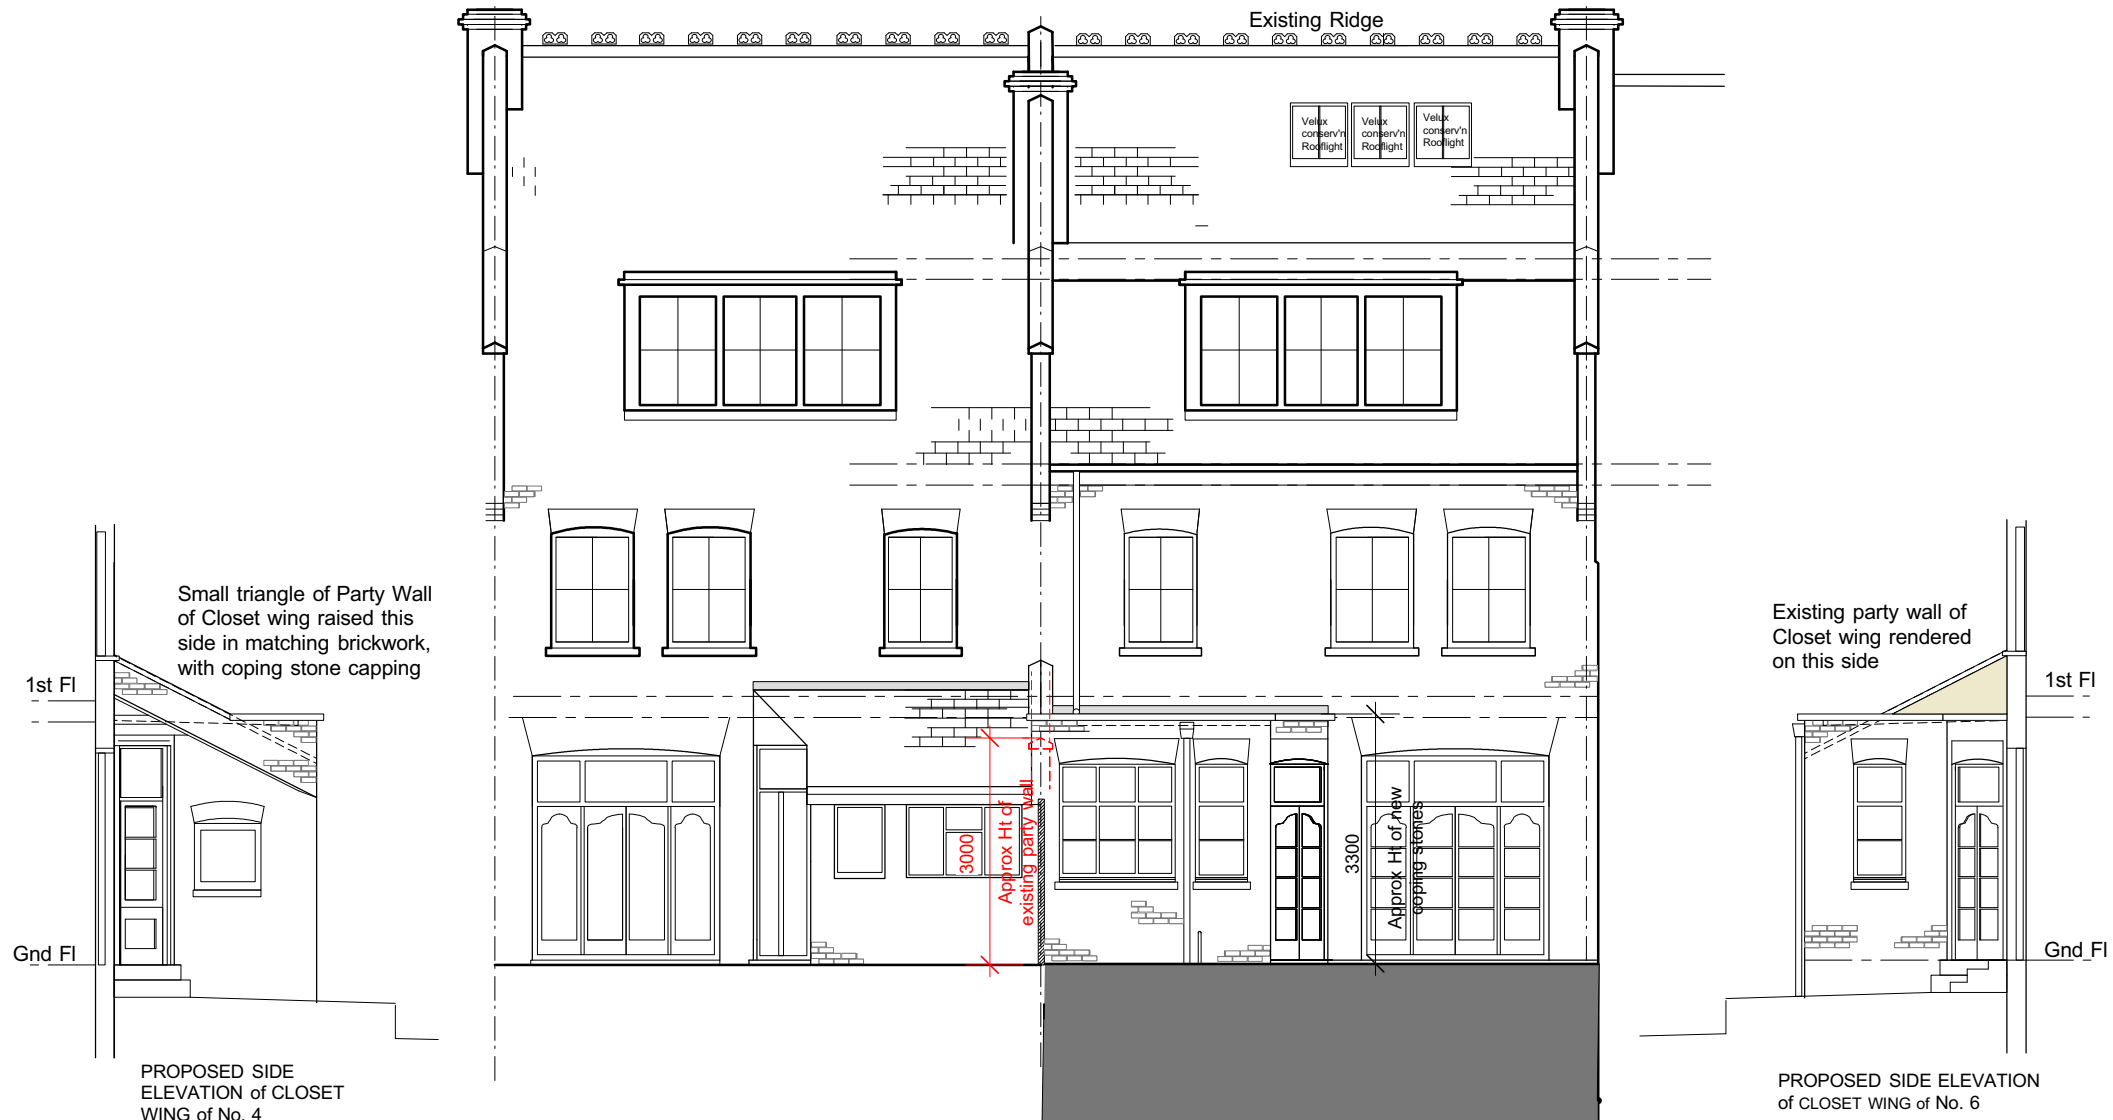 Existing Ridge
Velux
conserv'n
Rooflight
Velux
conserv'n
Rooflight
Velux
conserv'n
Rooflight
Small triangle of Party Wall
of Closet wing raised this
side in matching brickwork,
with coping stone capping
1st Fl
Gnd Fl
PROPOSED SIDE
ELEVATION of CLOSET
WING of No. 4
3000
Approx Ht of
existing party wall
3300
Approx Ht of new
coping stones
Existing party wall of
Closet wing rendered
on this side
1st Fl
Gnd Fl
PROPOSED SIDE ELEVATION
of CLOSET WING of No. 6